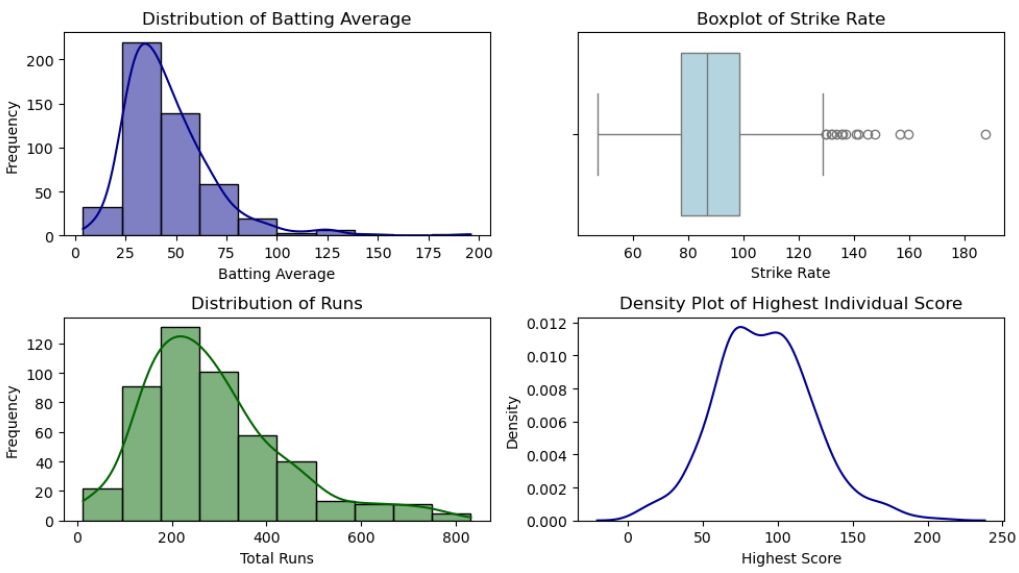 Distribution of Batting Average
Frequency
200
150
100
50
0
0 25 50 75 100 125 150 175 200
Batting Average
Boxplot of Strike Rate
60 80 100 120 140 160 180
Strike Rate
Distribution of Runs
Frequency
120
100
80
60
40
20
0
0 200 400 600 800
Total Runs
Density Plot of Highest Individual Score
Density
0.012
0.010
0.008
0.006
0.004
0.002
0.000
0 50 100 150 200 250
Highest Score